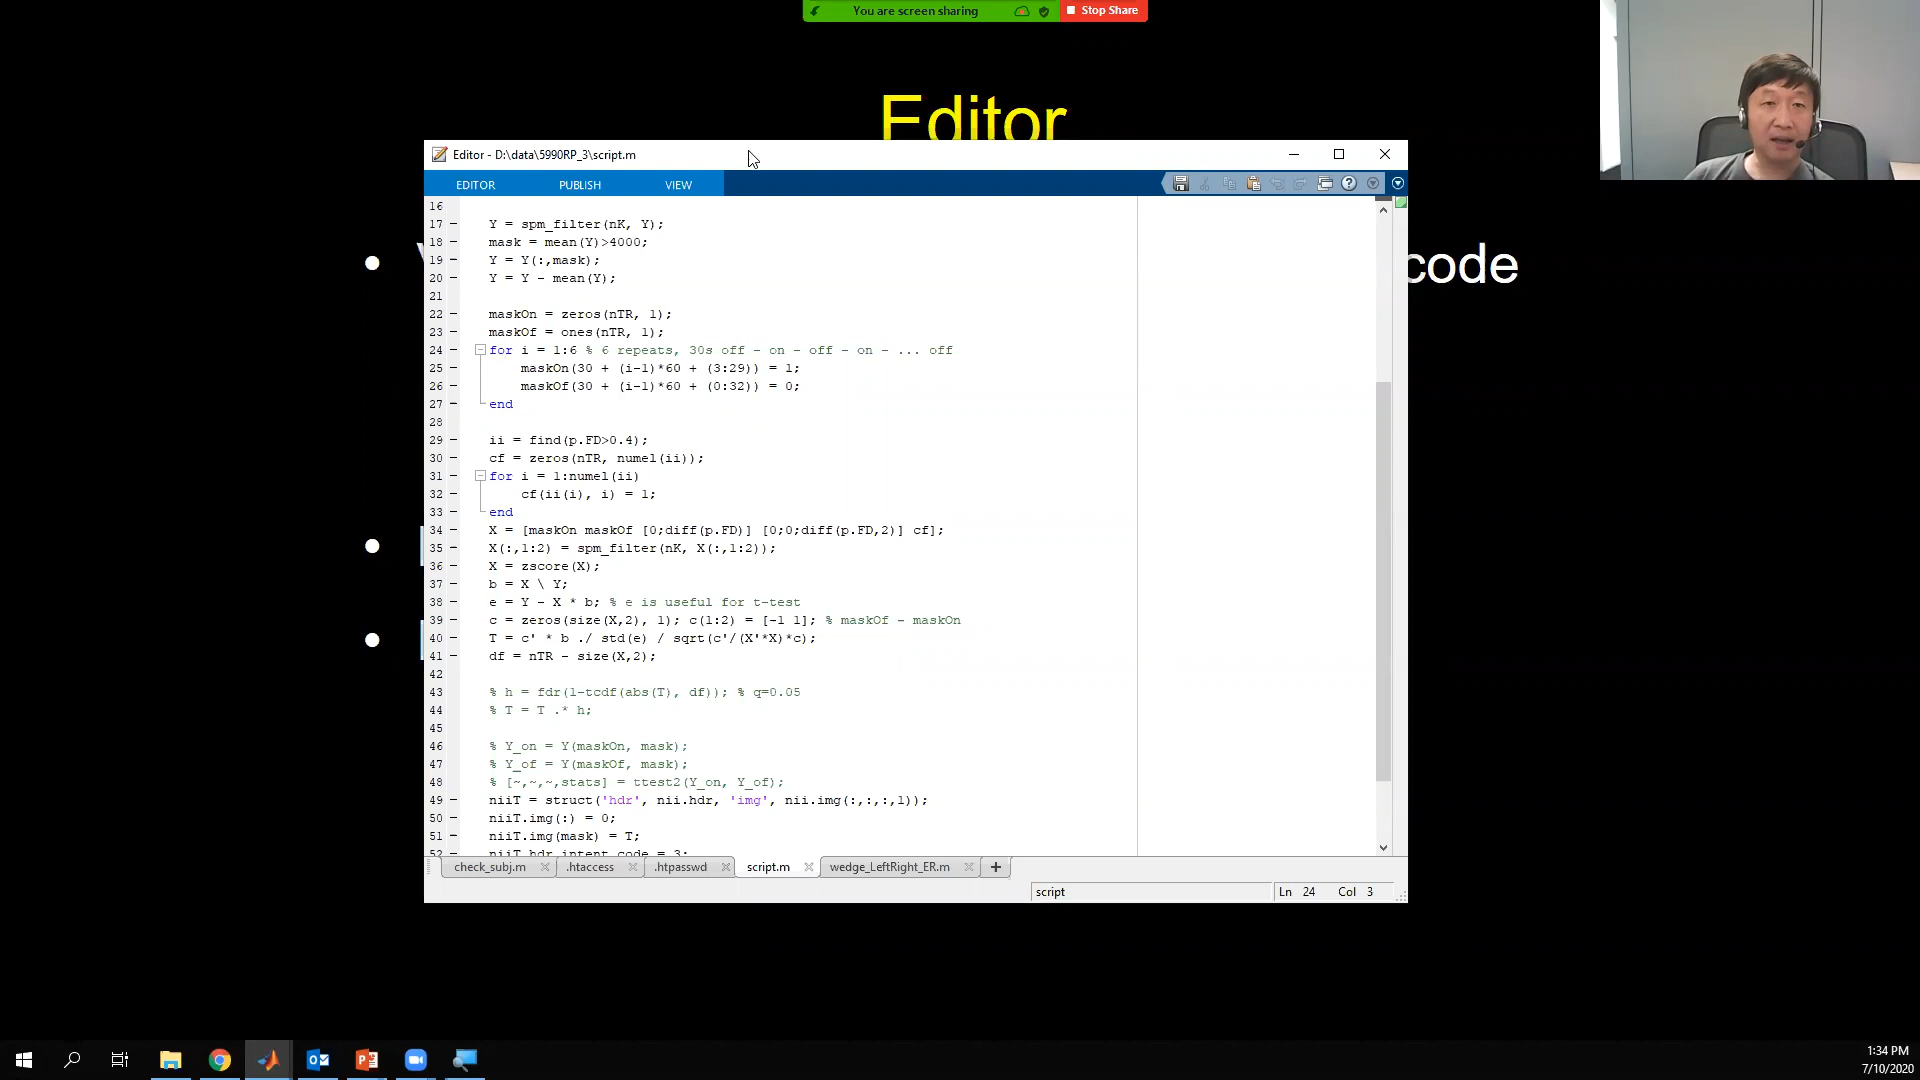 You are screen sharing
Stop Share
Editor
code
Editor - D:\data\5990RP_3\script.m
EDITOR
PUBLISH
VIEW
16
17 - Y = spm_filter(nK, Y);
18 - mask = mean(Y)>4000;
19 - Y = Y(:,mask);
20 - Y = Y - mean(Y);
21
22 - maskOn = zeros(nTR, 1);
23 - maskOf = ones(nTR, 1);
24 - for i = 1:6 % 6 repeats, 30s off - on - off - on - ... off
25 - maskOn(30 + (i-1)*60 + (3:29)) = 1;
26 - maskOf(30 + (i-1)*60 + (0:32)) = 0;
27 - end
28
29 - ii = find(p.FD>0.4);
30 - cf = zeros(nTR, numel(ii));
31 - for i = 1:numel(ii)
32 - cf(ii(i), i) = 1;
33 - end
34 - X = [maskOn maskOf [0;diff(p.FD)] [0;0;diff(p.FD,2)] cf];
35 - X(:,1:2) = spm_filter(nK, X(:,1:2));
36 - X = zscore(X);
37 - b = X \ Y;
38 - e = Y - X * b; % e is useful for t-test
39 - c = zeros(size(X,2), 1); c(1:2) = [-1 1]; % maskOf - maskOn
40 - T = c' * b ./ std(e) / sqrt(c'/(X'*X)*c);
41 - df = nTR - size(X,2);
42
43 % h = fdr(1-tcdf(abs(T), df)); % q=0.05
44 % T = T .* h;
45
46 % Y_on = Y(maskOn, mask);
47 % Y_of = Y(maskOf, mask);
48 % [~,~,~,stats] = ttest2(Y_on, Y_of);
49 - niiT = struct('hdr', nii.hdr, 'img', nii.img(:,:,:,1));
50 - niiT.img(:) = 0;
51 - niiT.img(mask) = T;
52 - niiT.hdr.intent_code = 3;
check_subj.m
.htaccess
.htpasswd
script.m
wedge_LeftRight_ER.m
script
Ln 24 Col 3
1:34 PM
7/10/2020